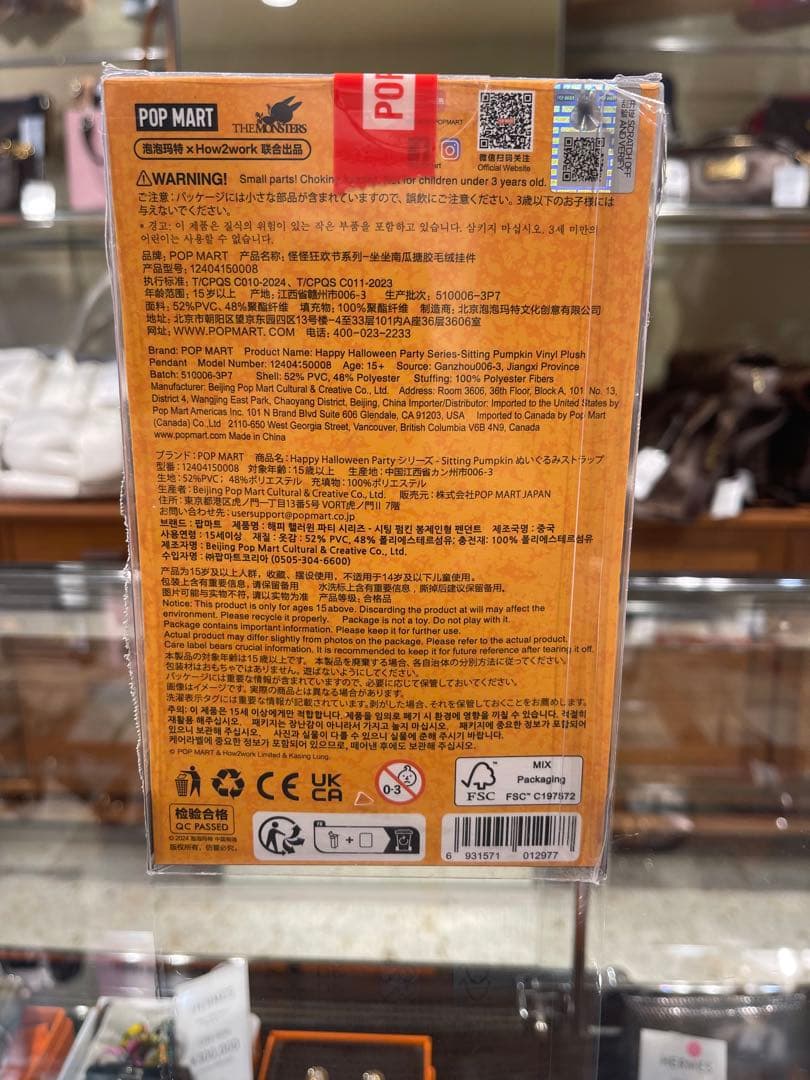 POP MART
THE MONSTERS
泡泡玛特×How2work 联合出品
POP
微信扫码关注
Official Website
SCRATCH OFF
AND VERIFY
WARNING! Small parts! Not for children under 3 years old.
ご注意：パッケージには小さな部品が含まれていますので、誤飲にご注意ください。3歳以下のお子様には
与えないでください。
* 경고: 이 제품은 질식의 위험이 있는 작은 부품을 포함하고 있습니다. 삼키지 마십시오. 3세 미만의
어린이는 사용할 수 없습니다.
品牌：POP MART 产品名称：怪怪狂欢节系列-坐坐南瓜搪胶毛绒挂件
产品型号：12404150008
执行标准：T/CPQS C010-2024、T/CPQS C011-2023
年龄范围：15岁以上 产地：江西省赣州市006-3 生产批次：510006-3P7
面料：52%PVC、48%聚酯纤维 填充物：100%聚酯纤维 制造商：北京泡泡玛特文化创意有限公司
地址：北京市朝阳区望京东园四区13号楼-4至33层101内A座36层3606室
网址：WWW.POPMART.COM 电话：400-023-2233
Brand: POP MART Product Name: Happy Halloween Party Series-Sitting Pumpkin Vinyl Plush
Pendant Model Number: 12404150008 Age: 15+ Source: Ganzhou006-3, Jiangxi Province
Batch: 510006-3P7 Shell: 52% PVC, 48% Polyester Stuffing: 100% Polyester Fibers
Manufacturer: Beijing Pop Mart Cultural & Creative Co., Ltd. Address: Room 3606, 36th Floor, Block A, 101 No. 13,
District 4, Wangjing East Park, Chaoyang District, Beijing, China Importer/Distributor: Imported to the United States by
Pop Mart Americas Inc. 101 N Brand Blvd Suite 606 Glendale, CA 91203, USA Imported to Canada by Pop Mart
(Canada) Co.,Ltd 2110-650 West Georgia Street, Vancouver, British Columbia V6B 4N9, Canada
www.popmart.com Made in China
ブランド：POP MART 商品名：Happy Halloween Party シリーズ - Sitting Pumpkin ぬいぐるみストラップ
型番：12404150008 対象年齢：15歳以上 生産地：中国江西省カン州市006-3
生地：52%PVC；48%ポリエステル 充填物：100%ポリエステル
生産者：Beijing Pop Mart Cultural & Creative Co., Ltd. 販売元：株式会社POP MART JAPAN
住所：東京都港区虎ノ門一丁目13番5号 VORT虎ノ門II 7階
お問い合わせ先：usersupport@popmart.co.jp
브랜드: 팝마트 제품명: 해피 핼러윈 파티 시리즈 - 시팅 펌킨 봉제인형 펜던트 제조국명: 중국
사용연령: 15세이상 재질: 옷감: 52% PVC, 48% 폴리에스테르섬유; 충전재: 100% 폴리에스테르섬유
제조자명: Beijing Pop Mart Cultural & Creative Co., Ltd.
수입자명: ㈜팝마트코리아 (0505-304-6600)
产品为15岁及以上人群，收藏、摆设使用，不适用于14岁及以下儿童使用。
包装上含有重要信息，请保留备用 水洗标上含有重要信息，撕掉后建议保留备用。
图片可能与实物不符，请以实物为准 产品等级：合格品
Notice: This product is only for ages 15 above. Discarding the product at will may affect the
environment. Please recycle it properly. Package is not a toy. Do not play with it.
Package contains important information. Please keep it for further use.
Actual product may differ slightly from photos on the package. Please refer to the actual product.
Care label bears crucial information. It is recommended to keep it for future reference after tearing it off.
本製品の対象年齢は15歳以上です。 本製品を廃棄する場合、各自治体の分別方法に従ってください。
包装材はおもちゃではありません。遊ばないようにしてください。
パッケージには重要な情報が含まれていますので、必要に応じて保管しておいてください。
画像はイメージです。実際の商品とは異なる場合があります。
洗濯表示タグには重要な情報が記載されています。剥がした場合、それを保管しておくことをお薦めします。
주의: 이 제품은 15세 이상에게만 적합합니다. 제품을 임의로 폐기 시 환경에 영향을 끼칠 수 있습니다. 적절히
재활용 해주십시오. 패키지는 장난감이 아니라서 가지고 놀지 마십시오. 패키지에 중요한 정보가 포함되어
있으니 보관해 주십시오. 사진과 실물이 다를 수 있으니 실물에 준해 주시기 바랍니다.
케어라벨에 중요한 정보가 포함되어 있으므로, 떼어낸 후에도 보관해 주십시오.
© POP MART & How2work Limited & Kasing Lung.
CE
UK
CA
0-3
FSC
MIX
Packaging
FSC™ C197572
检验合格
QC PASSED
© 2024 泡泡玛特 中国制造
版权所有，仿冒必究。
6 931571 012977
HERMES
HERMES